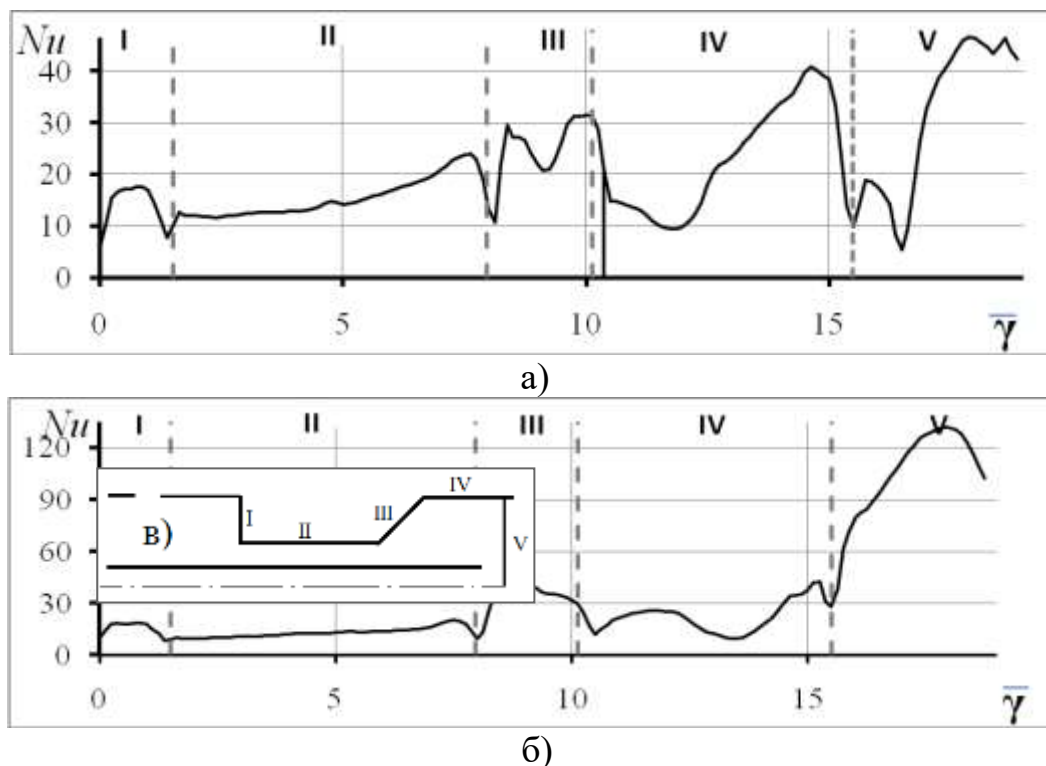 Nu I II III IV V
40
30
20
10
0
0 5 10 15 γ̅
а)
Nu I II III IV V
120
90
60
30
0
в) I II III IV V
0 5 10 15 γ̅
б)